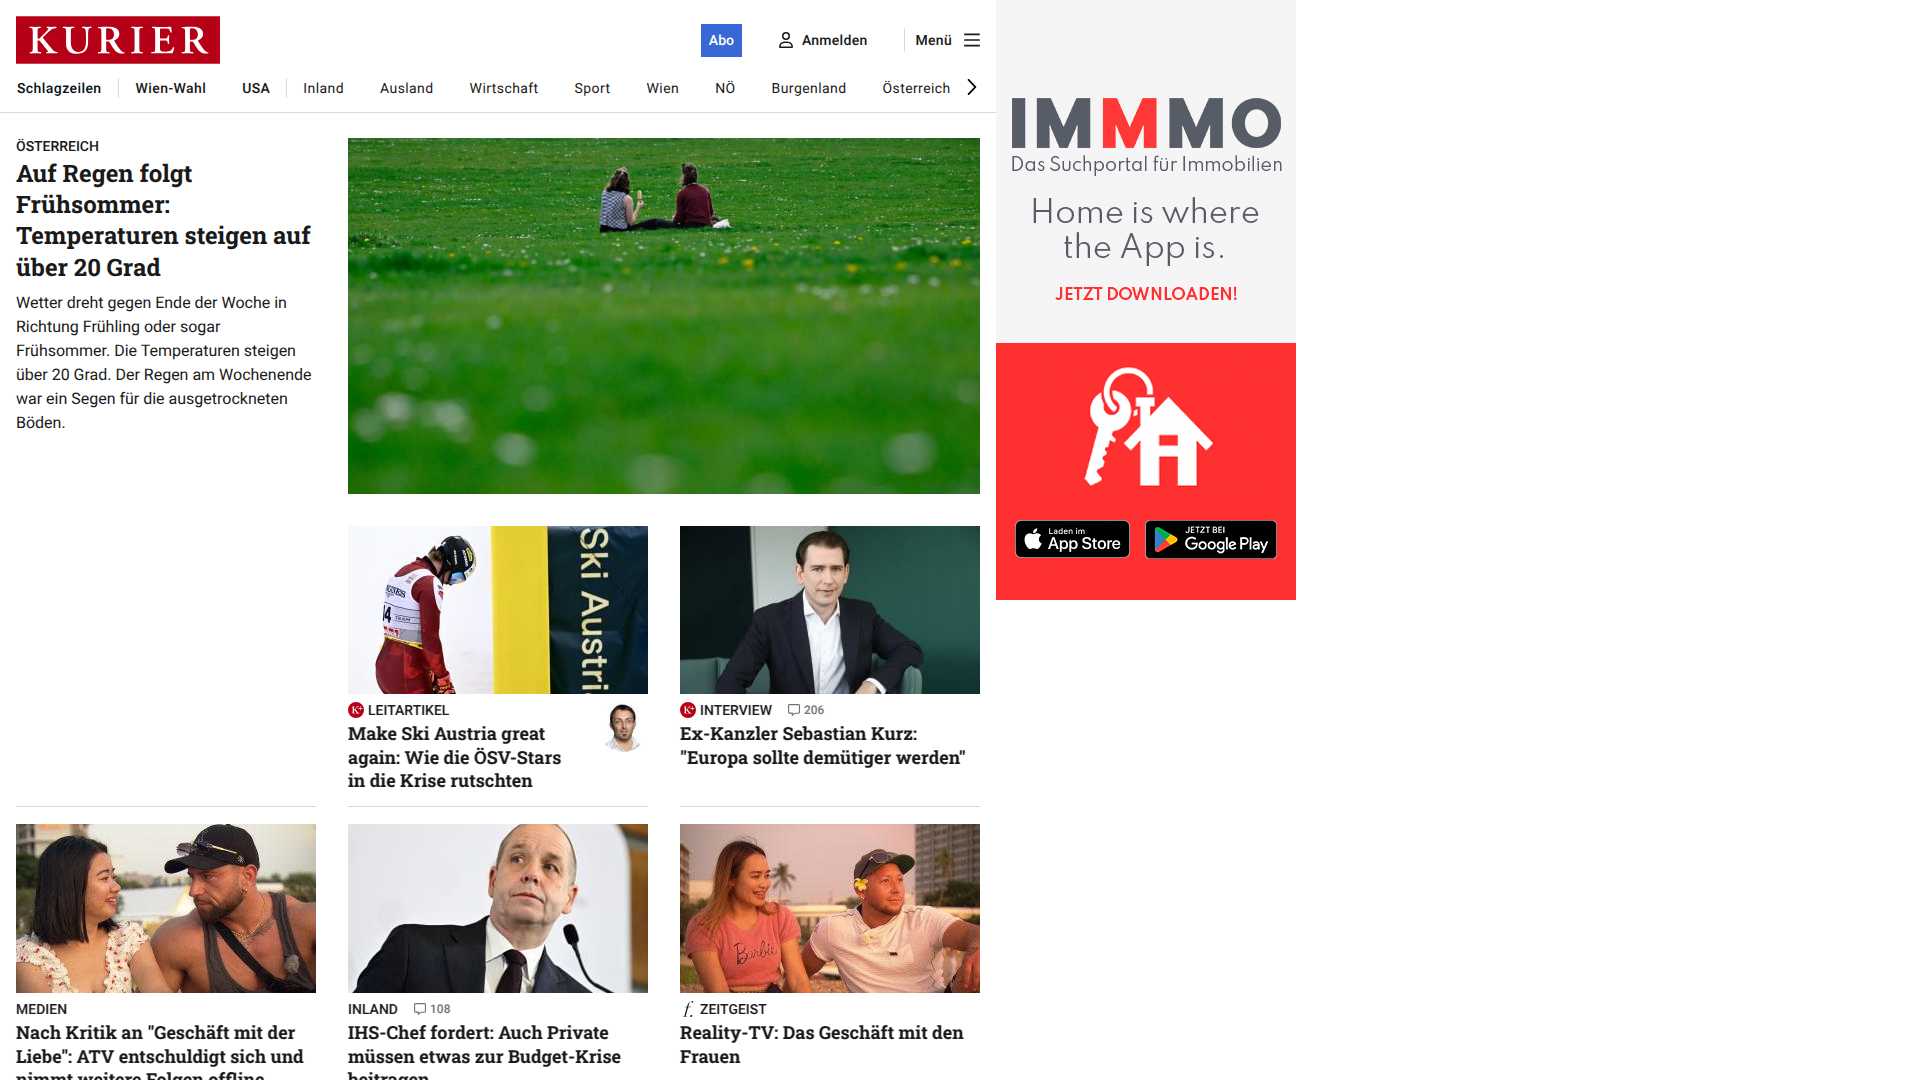 KURIER
Abo
Anmelden
Menü
Schlagzeilen
Wien-Wahl
USA
Inland
Ausland
Wirtschaft
Sport
Wien
NÖ
Burgenland
Österreich
ÖSTERREICH
Auf Regen folgt
Frühsommer:
Temperaturen steigen auf
über 20 Grad
Wetter dreht gegen Ende der Woche in
Richtung Frühling oder sogar
Frühsommer. Die Temperaturen steigen
über 20 Grad. Der Regen am Wochenende
war ein Segen für die ausgetrockneten
Böden.
Ski Austri
K+ LEITARTIKEL
Make Ski Austria great
again: Wie die ÖSV-Stars
in die Krise rutschten
K+ INTERVIEW 206
Ex-Kanzler Sebastian Kurz:
"Europa sollte demütiger werden"
MEDIEN
Nach Kritik an "Geschäft mit der
Liebe": ATV entschuldigt sich und
nimmt weitere Folgen offline
INLAND 108
IHS-Chef fordert: Auch Private
müssen etwas zur Budget-Krise
beitragen
Barbie
f. ZEITGEIST
Reality-TV: Das Geschäft mit den
Frauen
IMMMO
Das Suchportal für Immobilien
Home is where
the App is.
JETZT DOWNLOADEN!
Laden im
App Store
JETZT BEI
Google Play